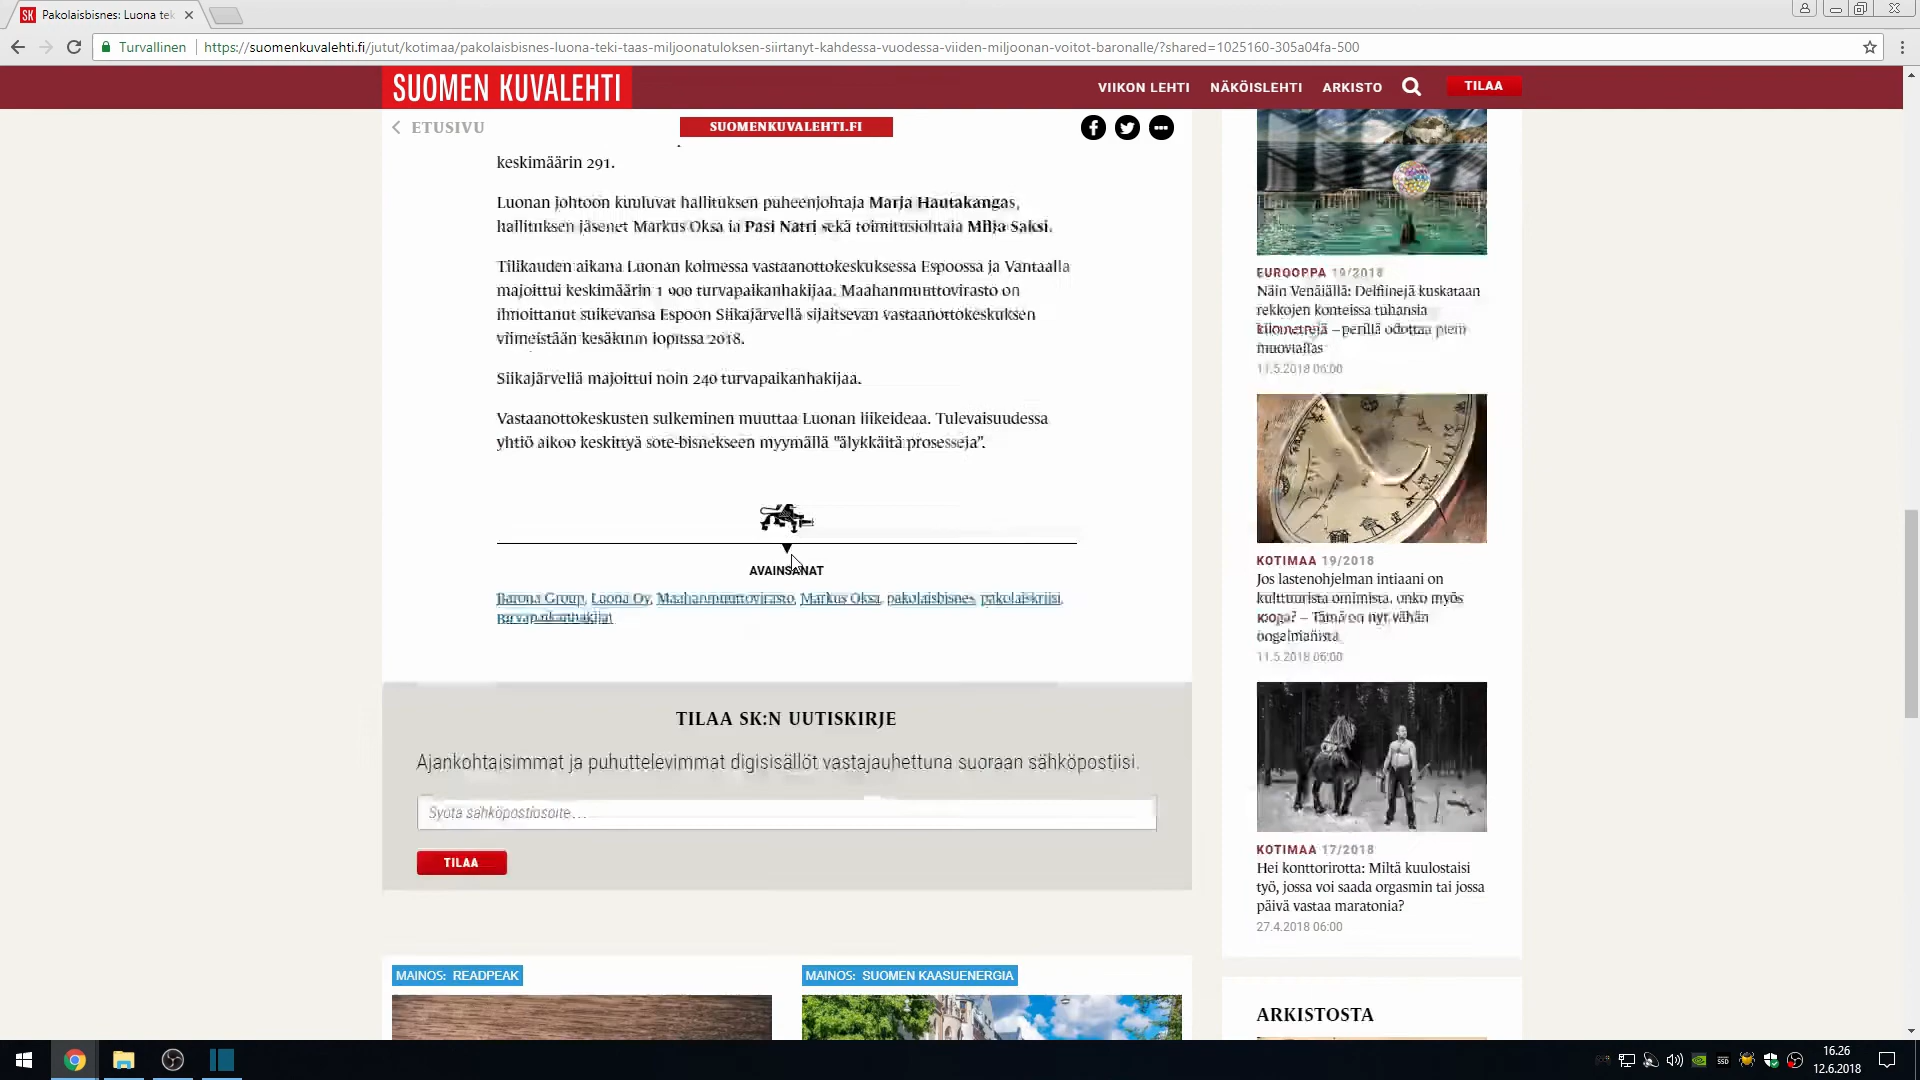 Pakolaisbisnes: Luona tek
Turvallinen
https://suomenkuvalehti.fi/jutut/kotimaa/pakolaisbisnes-luona-teki-taas-miljoonatuloksen-siirtanyt-kahdessa-vuodessa-viiden-miljoonan-voitot-baronalle/?shared=1025160-305a04fa-500
SUOMEN KUVALEHTI
VIIKON LEHTI
NÄKÖISLEHTI
ARKISTO
TILAA
ETUSIVU
SUOMENKUVALEHTI.FI
keskimäärin 291.
Luonan johtoon kuuluvat hallituksen puheenjohtaja Marja Hautakangas,
hallituksen jäsenet Markus Oksa ja Pasi Natri sekä toimitusjohtaja Milja Saksi.
Tilikauden aikana Luonan kolmessa vastaanottokeskuksessa Espoossa ja Vantaalla
majoittui keskimäärin 1 900 turvapaikanhakijaa. Maahanmuuttovirasto on
ilmoittanut sulkevansa Espoon Siikajärvellä sijaitsevan vastaanottokeskuksen
viimeistään kesäkuun lopussa 2018.
Siikajärvellä majoittui noin 240 turvapaikanhakijaa.
Vastaanottokeskusten sulkeminen muuttaa Luonan liikeideaa. Tulevaisuudessa
yhtiö aikoo keskittyä sote-bisnekseen myymällä "älykkäitä prosesseja".
AVAINSANAT
Barona Group, Luona Oy, Maahanmuuttovirasto, Markus Oksa, pakolaisbisnes, pakolaiskriisi,
turvapaikanhakijat
TILAA SK:N UUTISKIRJE
Ajankohtaisimmat ja puhuttelevimmat digisisällöt vastajauhettuna suoraan sähköpostiisi.
Syötä sähköpostiosoite...
TILAA
MAINOS: READPEAK
MAINOS: SUOMEN KAASUENERGIA
EUROOPPA 19/2018
Näin Venäjällä: Delfiinejä kuskataan
rekkojen konteissa tuhansia
kilometrejä – perillä odottaa pieni
muoviallas
11.5.2018 06:00
KOTIMAA 19/2018
Jos lastenohjelman intiaani on
kulttuurista omimista, onko myös
– Tämä on nyt vähän
ongelmallista
11.5.2018 06:00
KOTIMAA 17/2018
Hei konttorirotta: Miltä kuulostaisi
työ, jossa voi saada orgasmin tai jossa
päivä vastaa maratonia?
27.4.2018 06:00
ARKISTOSTA
16.26
12.6.2018